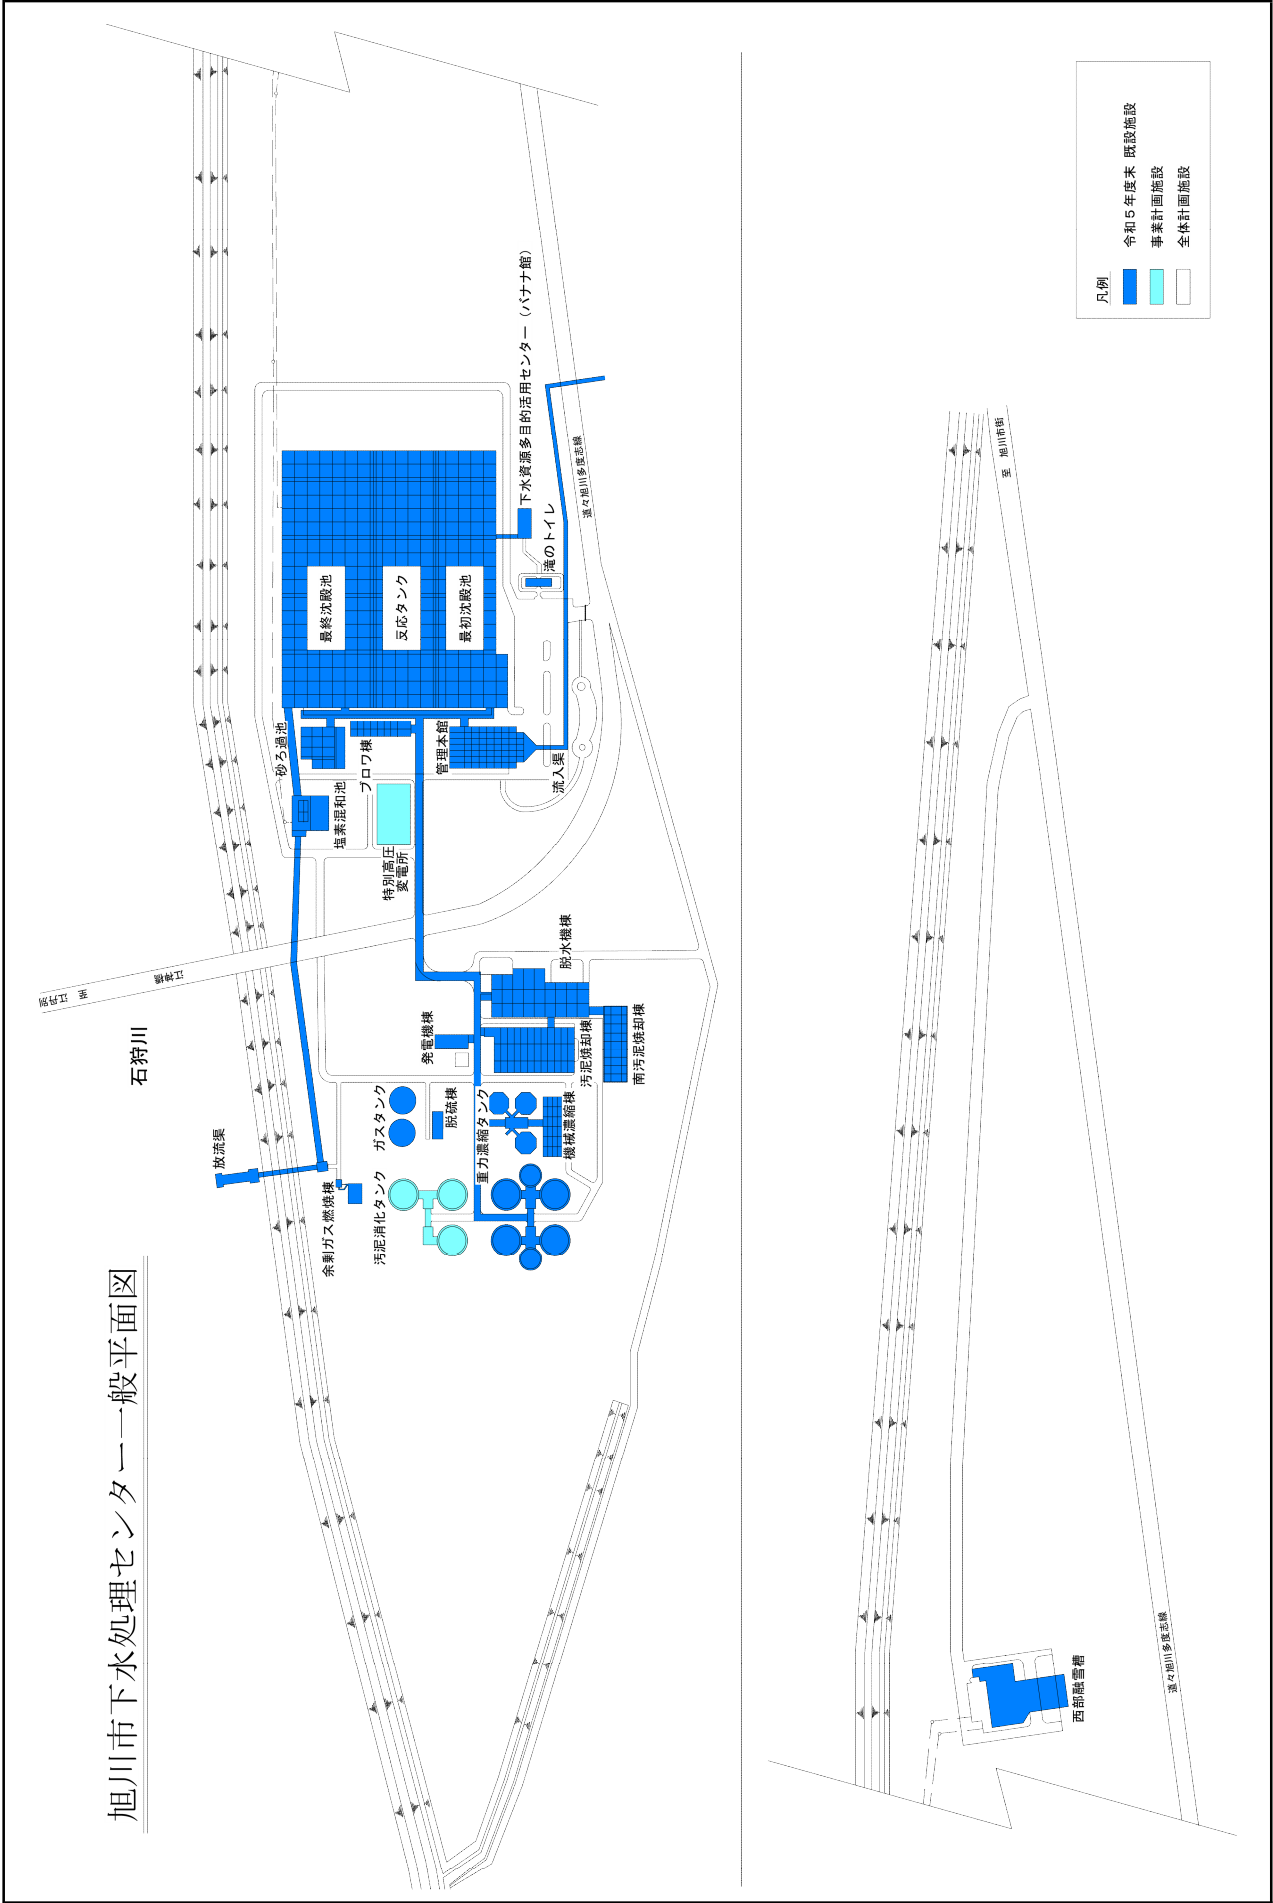 旭川市下水処理センター一般平面図
石狩川
至 江丹別
江神橋
放流渠
余剰ガス燃焼棟
汚泥消化タンク
ガスタンク
脱硫棟
発電機棟
重力濃縮タンク
機械濃縮棟
汚泥焼却棟
南汚泥焼却棟
脱水機棟
特別高圧
変電所
塩素混和池
砂ろ過池
ブロワ棟
管理本館
流入渠
最終沈殿池
反応タンク
最初沈殿池
滝のトイレ
下水資源多目的活用センター（バナナ館）
道々旭川多度志線
凡例
令和５年度末 既設施設
事業計画施設
全体計画施設
至 旭川市街
道々旭川多度志線
西部融雪槽